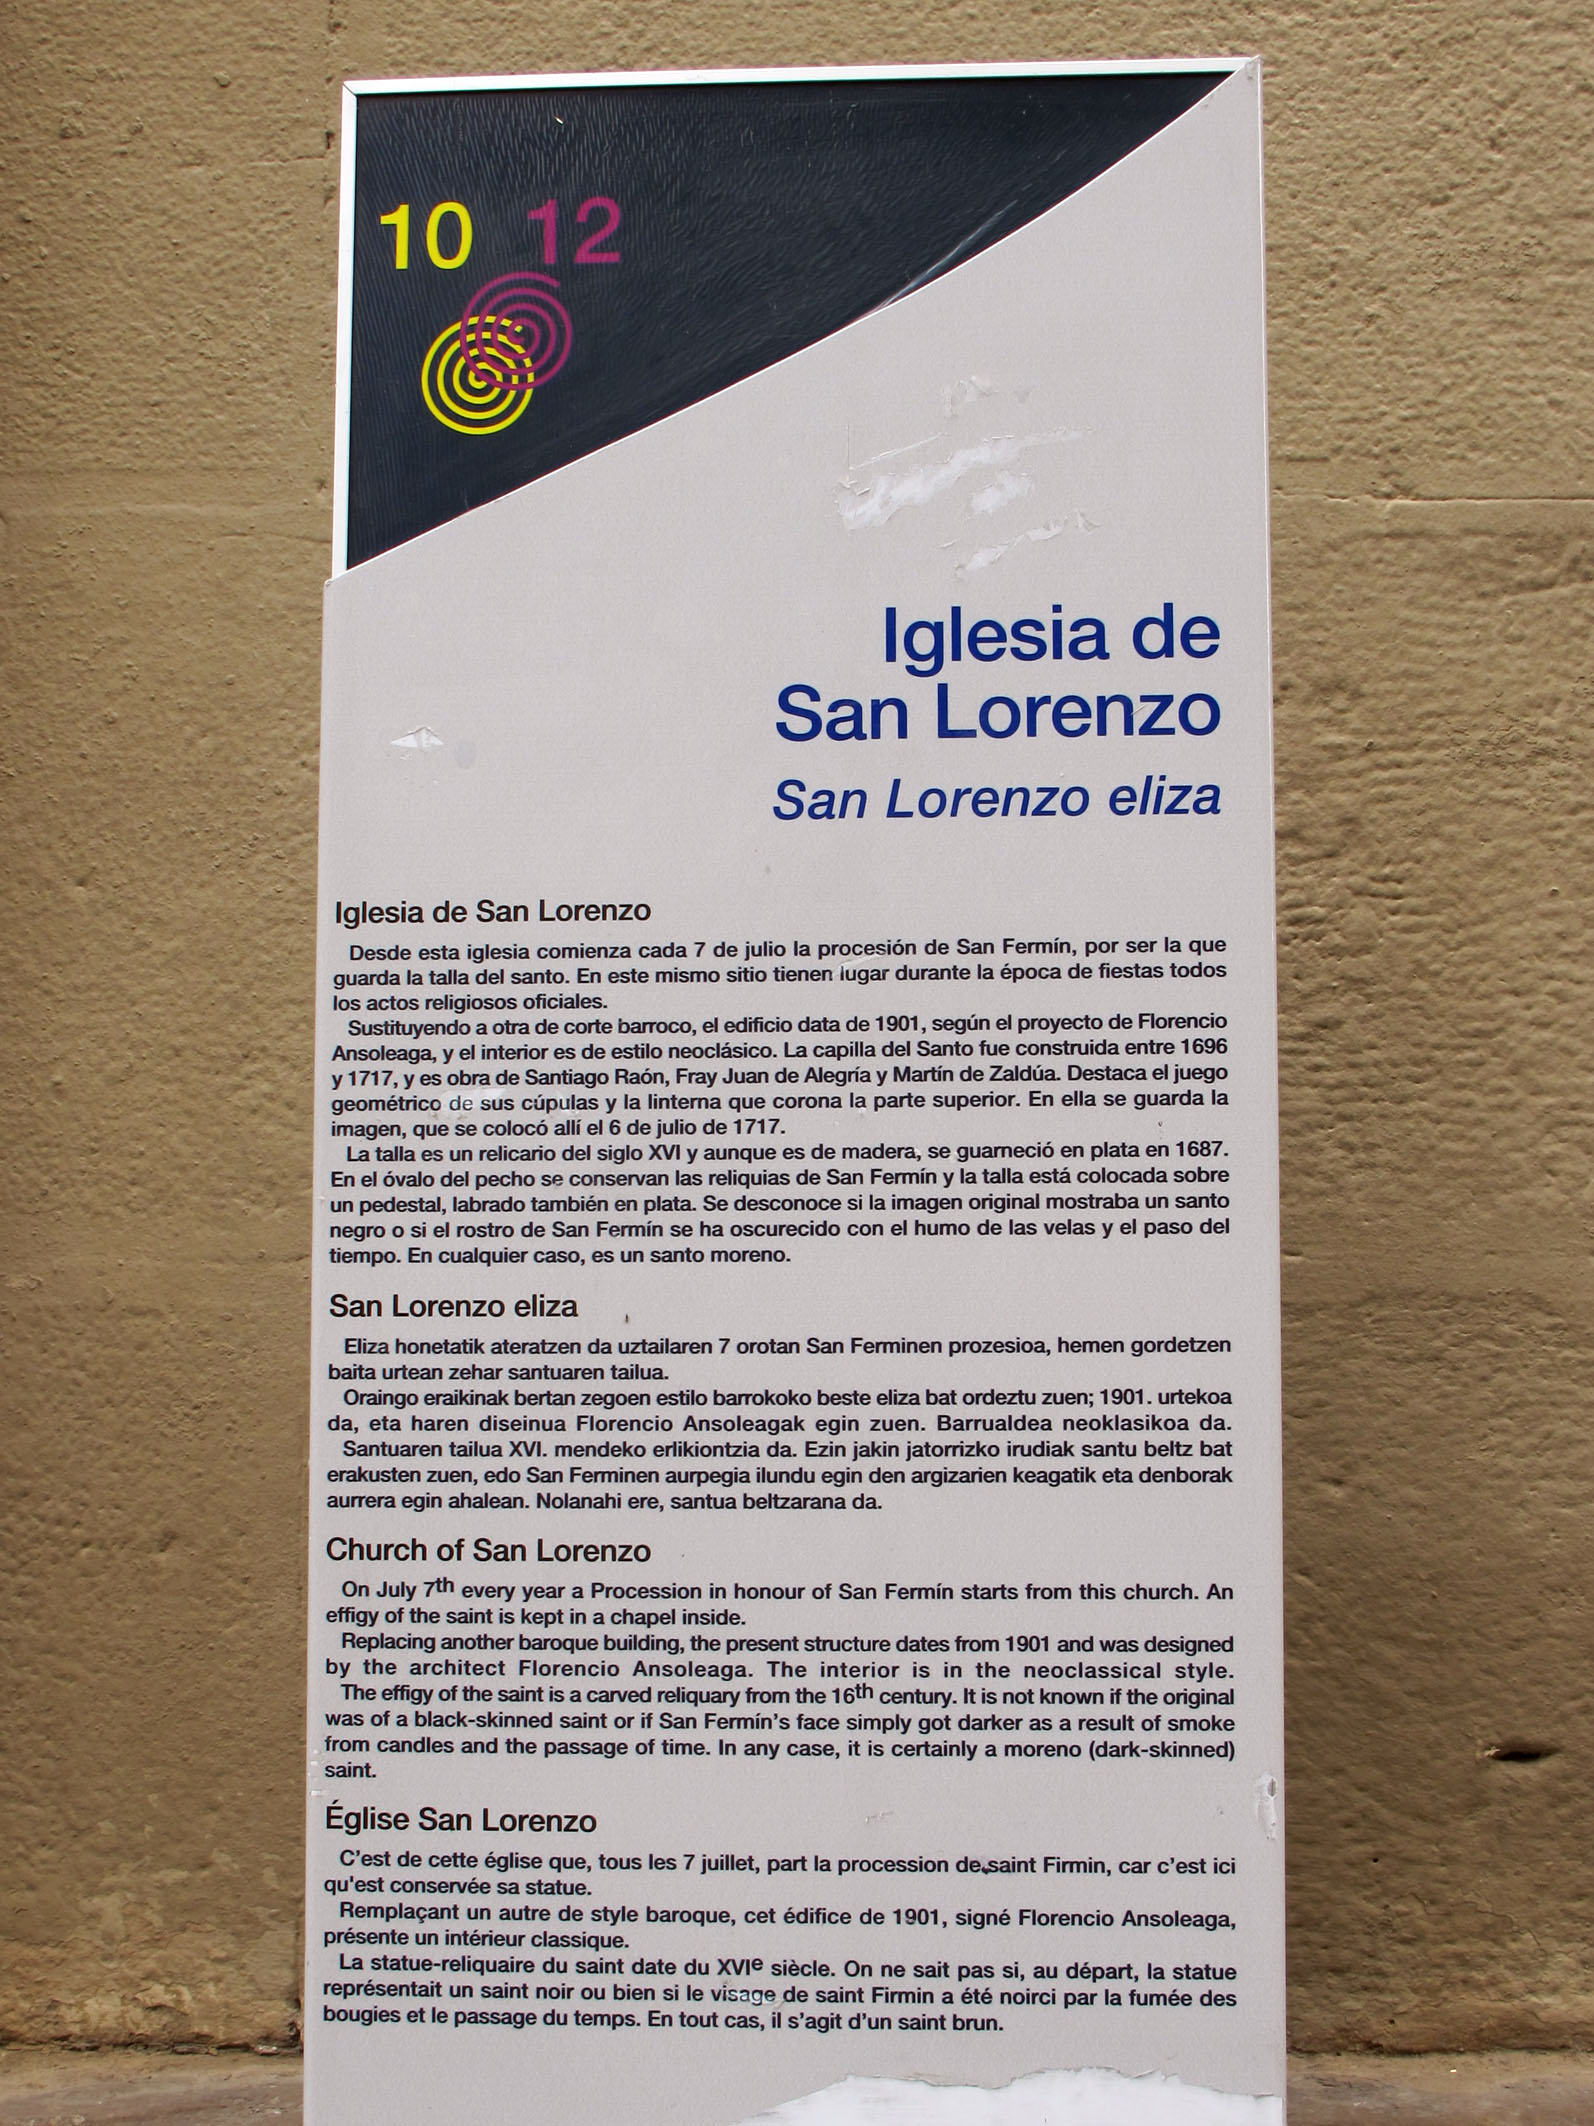 10 12
Iglesia de
San Lorenzo
San Lorenzo eliza
Iglesia de San Lorenzo
Desde esta iglesia comienza cada 7 de julio la procesión de San Fermín, por ser la que
guarda la talla del santo. En este mismo sitio tienen lugar durante la época de fiestas todos
los actos religiosos oficiales.
Sustituyendo a otra de corte barroco, el edificio data de 1901, según el proyecto de Florencio
Ansoleaga, y el interior es de estilo neoclásico. La capilla del Santo fue construida entre 1696
y 1717, y es obra de Santiago Raón, Fray Juan de Alegría y Martín de Zaldúa. Destaca el juego
geométrico de sus cúpulas y la linterna que corona la parte superior. En ella se guarda la
imagen, que se colocó allí el 6 de julio de 1717.
La talla es un relicario del siglo XVI y aunque es de madera, se guarneció en plata en 1687.
En el óvalo del pecho se conservan las reliquias de San Fermín y la talla está colocada sobre
un pedestal, labrado también en plata. Se desconoce si la imagen original mostraba un santo
negro o si el rostro de San Fermín se ha oscurecido con el humo de las velas y el paso del
tiempo. En cualquier caso, es un santo moreno.
San Lorenzo eliza
Eliza honetatik ateratzen da uztailaren 7 orotan San Ferminen prozesioa, hemen gordetzen
baita urtean zehar santuaren tailua.
Oraingo eraikinak bertan zegoen estilo barrokoko beste eliza bat ordeztu zuen; 1901. urtekoa
da, eta haren diseinua Florencio Ansoleagak egin zuen. Barrualdea neoklasikoa da.
Santuaren tailua XVI. mendeko erlikiontzia da. Ezin jakin jatorrizko irudiak santu beltz bat
erakusten zuen, edo San Ferminen aurpegia ilundu egin den argizarien keagatik eta denborak
aurrera egin ahalean. Nolanahi ere, santua beltzarana da.
Church of San Lorenzo
On July 7th every year a Procession in honour of San Fermín starts from this church. An
effigy of the saint is kept in a chapel inside.
Replacing another baroque building, the present structure dates from 1901 and was designed
by the architect Florencio Ansoleaga. The interior is in the neoclassical style.
The effigy of the saint is a carved reliquary from the 16th century. It is not known if the original
was of a black-skinned saint or if San Fermín's face simply got darker as a result of smoke
from candles and the passage of time. In any case, it is certainly a moreno (dark-skinned)
saint.
Église San Lorenzo
C'est de cette église que, tous les 7 juillet, part la procession de saint Firmin, car c'est ici
qu'est conservée sa statue.
Remplaçant un autre de style baroque, cet édifice de 1901, signé Florencio Ansoleaga,
présente un intérieur classique.
La statue-reliquaire du saint date du XVIe siècle. On ne sait pas si, au départ, la statue
représentait un saint noir ou bien si le visage de saint Firmin a été noirci par la fumée des
bougies et le passage du temps. En tout cas, il s'agit d'un saint brun.